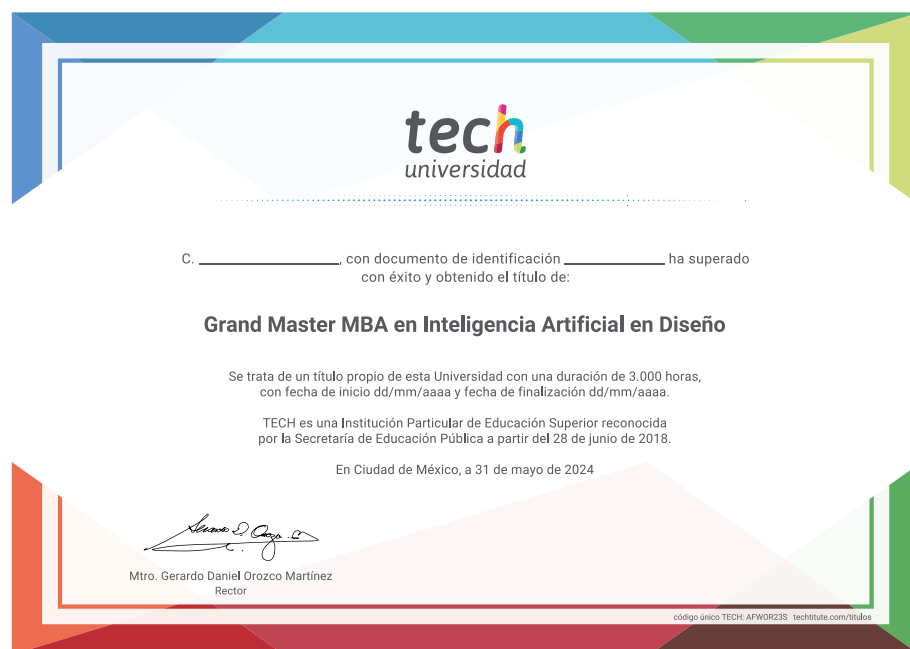 tech
universidad
C. ____________, con documento de identificación __________ ha superado
con éxito y obtenido el título de:
Grand Master MBA en Inteligencia Artificial en Diseño
Se trata de un título propio de esta Universidad con una duración de 3.000 horas,
con fecha de inicio dd/mm/aaaa y fecha de finalización dd/mm/aaaa.
TECH es una Institución Particular de Educación Superior reconocida
por la Secretaría de Educación Pública a partir del 28 de junio de 2018.
En Ciudad de México, a 31 de mayo de 2024
Mtro. Gerardo Daniel Orozco Martínez
Rector
código único TECH: AFWOR23S techtitute.com/titulos